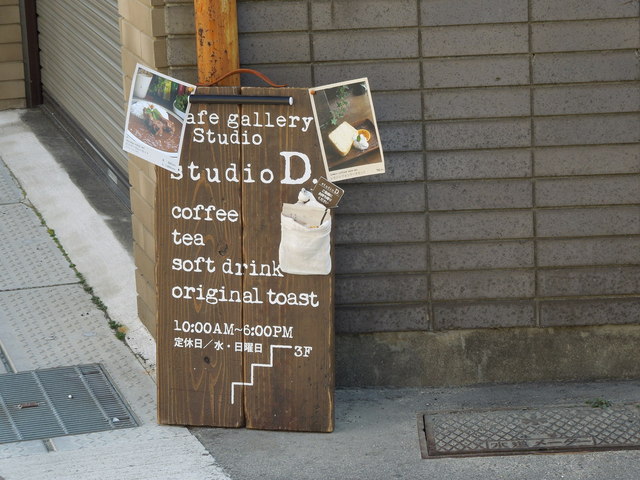 afe gallery
Studio
studio D
coffee
tea
soft drink
original toast
10:00AM~6:00PM
定休日/水・日曜日
3F